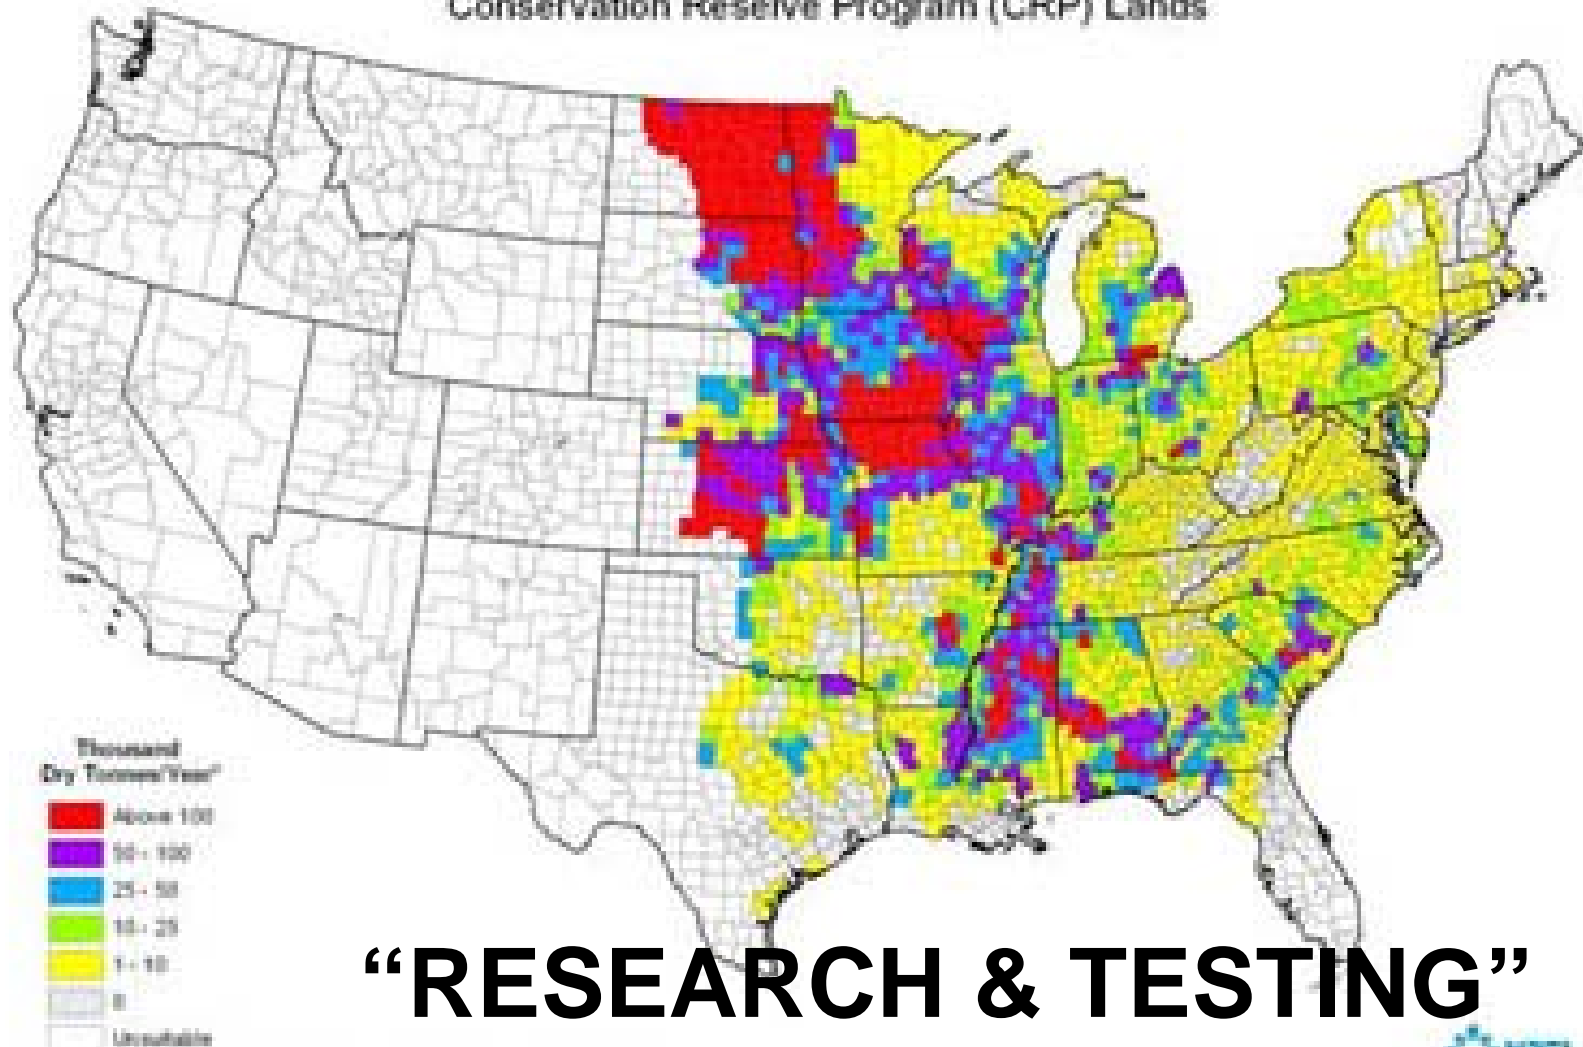 Conservation Reserve Program (CRP) Lands
Thousand
Dry Tonnes/Year*
Above 100
50 - 100
25 - 50
10 - 25
1 - 10
0
Unsuitable
“RESEARCH & TESTING”